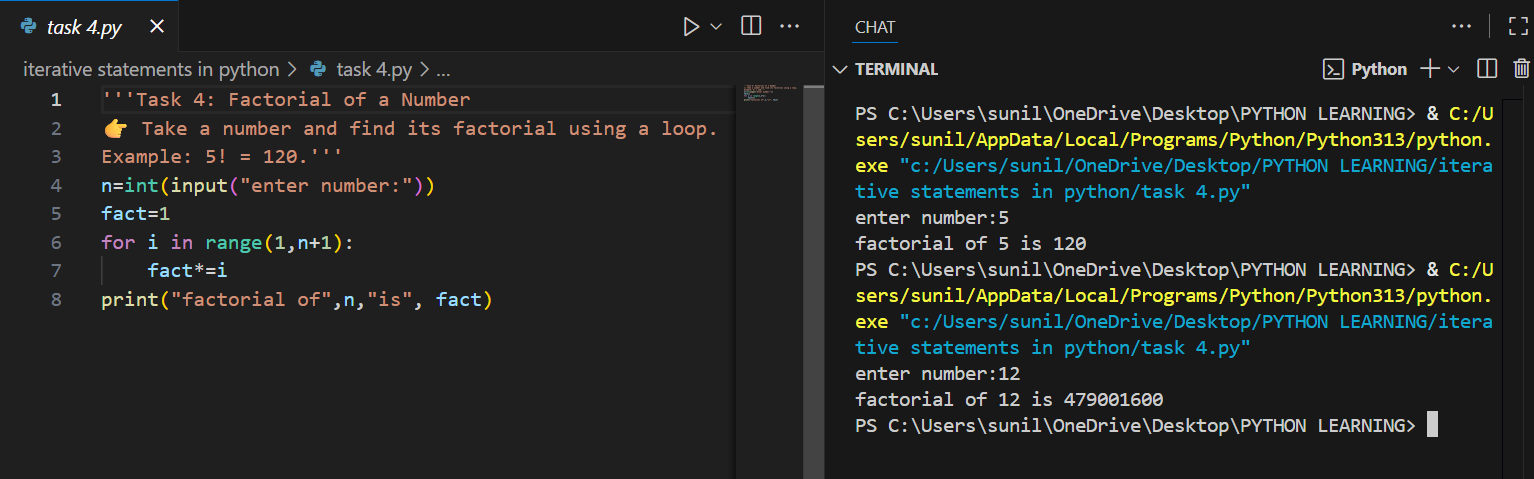 task 4.py
iterative statements in python > task 4.py > ...
1 '''Task 4: Factorial of a Number
2 👉 Take a number and find its factorial using a loop.
3 Example: 5! = 120.'''
4 n=int(input("enter number:"))
5 fact=1
6 for i in range(1,n+1):
7     fact*=i
8 print("factorial of",n,"is", fact)
CHAT
TERMINAL
Python
PS C:\Users\sunil\OneDrive\Desktop\PYTHON LEARNING> & C:/U
sers/sunil/AppData/Local/Programs/Python/Python313/python.
exe "c:/Users/sunil/OneDrive/Desktop/PYTHON LEARNING/itera
tive statements in python/task 4.py"
enter number:5
factorial of 5 is 120
PS C:\Users\sunil\OneDrive\Desktop\PYTHON LEARNING> & C:/U
sers/sunil/AppData/Local/Programs/Python/Python313/python.
exe "c:/Users/sunil/OneDrive/Desktop/PYTHON LEARNING/itera
tive statements in python/task 4.py"
enter number:12
factorial of 12 is 479001600
PS C:\Users\sunil\OneDrive\Desktop\PYTHON LEARNING>